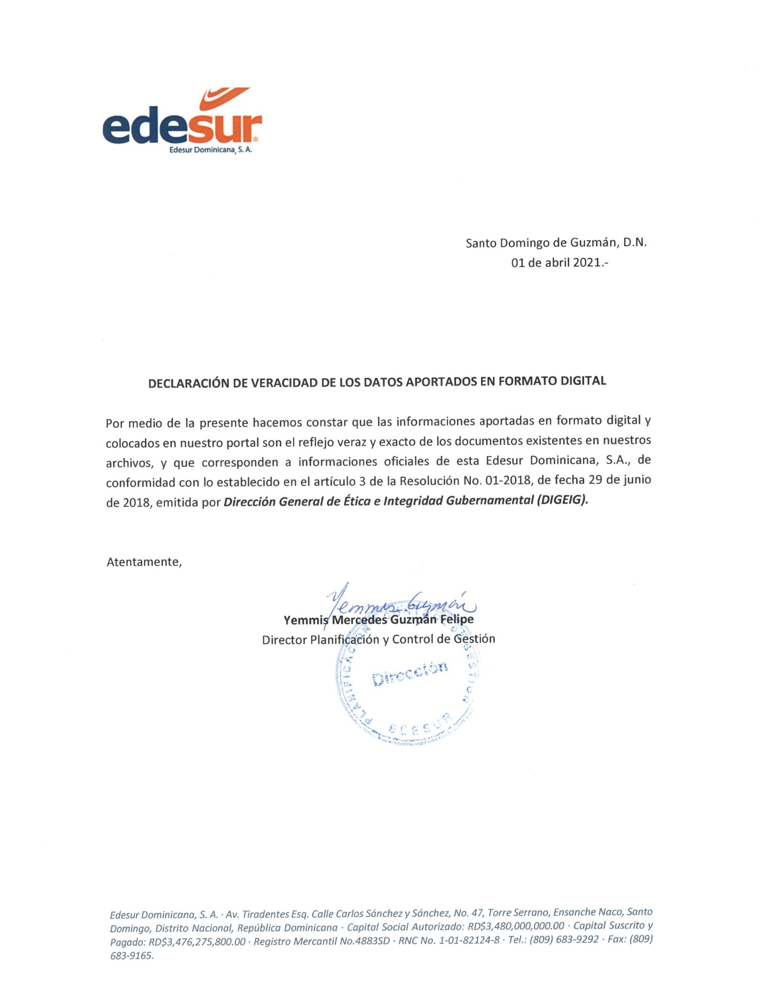 edesur
Edesur Dominicana, S. A.
Santo Domingo de Guzmán, D.N.
01 de abril 2021.-
DECLARACIÓN DE VERACIDAD DE LOS DATOS APORTADOS EN FORMATO DIGITAL
Por medio de la presente hacemos constar que las informaciones aportadas en formato digital y
colocados en nuestro portal son el reflejo veraz y exacto de los documentos existentes en nuestros
archivos, y que corresponden a informaciones oficiales de esta Edesur Dominicana, S.A., de
conformidad con lo establecido en el artículo 3 de la Resolución No. 01-2018, de fecha 29 de junio
de 2018, emitida por Dirección General de Ética e Integridad Gubernamental (DIGEIG).
Atentamente,
Yemmis Guzmán
Yemmis Mercedes Guzmán Felipe
Director Planificación y Control de Gestión
PLANIFICACIÓN Y CONTROL DE GESTION
Dirección
EDESUR
Edesur Dominicana, S. A. · Av. Tiradentes Esq. Calle Carlos Sánchez y Sánchez, No. 47, Torre Serrano, Ensanche Naco, Santo
Domingo, Distrito Nacional, República Dominicana · Capital Social Autorizado: RD$3,480,000,000.00 · Capital Suscrito y
Pagado: RD$3,476,275,800.00 · Registro Mercantil No.4883SD · RNC No. 1-01-82124-8 · Tel.: (809) 683-9292 · Fax: (809)
683-9165.